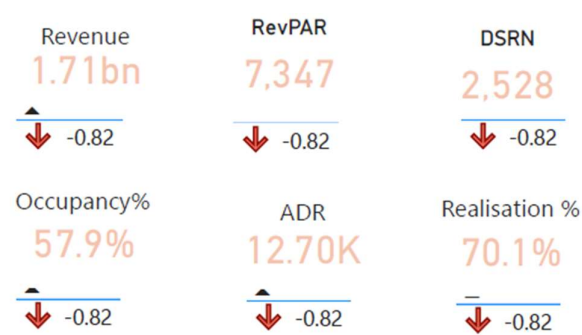 Revenue
1.71bn
-0.82
RevPAR
7,347
-0.82
DSRN
2,528
-0.82
Occupancy%
57.9%
-0.82
ADR
12.70K
-0.82
Realisation %
70.1%
-0.82